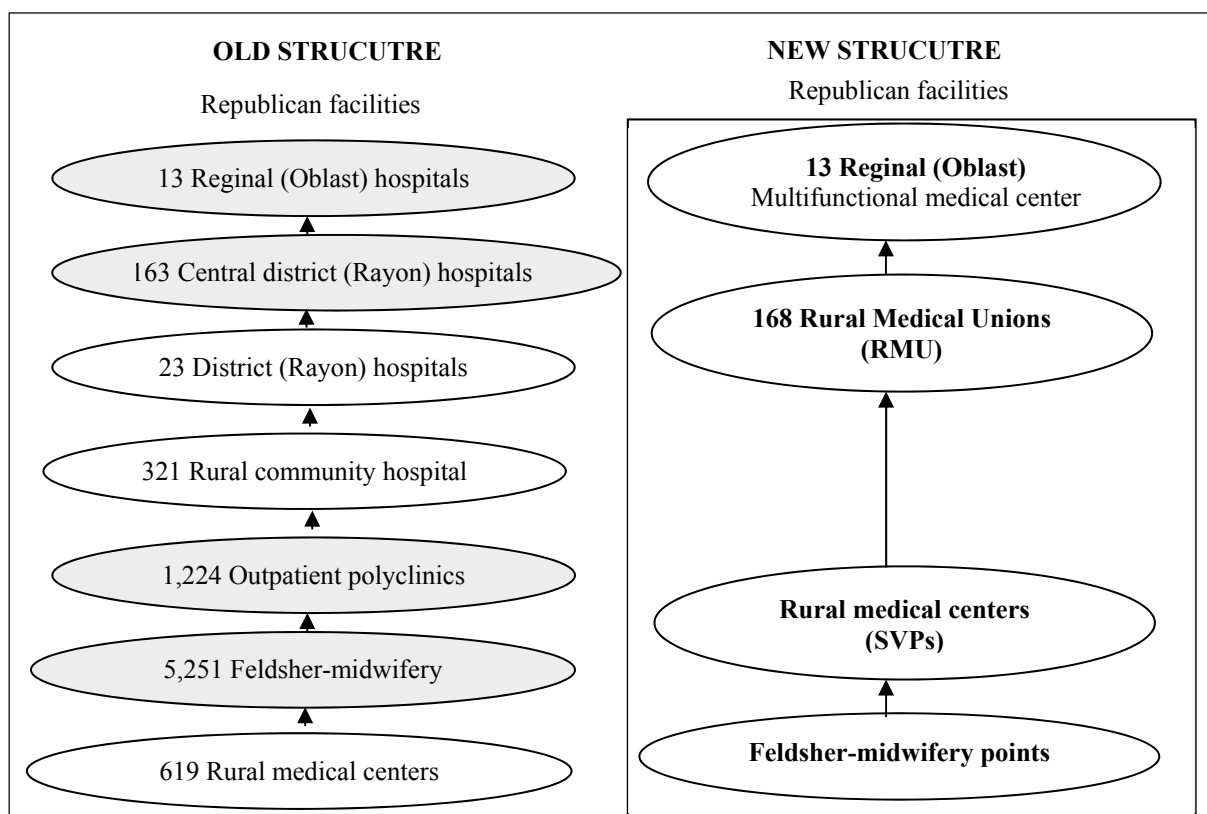 OLD STRUCUTRE
Republican facilities
13 Reginal (Oblast) hospitals
163 Central district (Rayon) hospitals
23 District (Rayon) hospitals
321 Rural community hospital
1,224 Outpatient polyclinics
5,251 Feldsher-midwifery
619 Rural medical centers
NEW STRUCUTRE
Republican facilities
13 Reginal (Oblast)
Multifunctional medical center
168 Rural Medical Unions
(RMU)
Rural medical centers
(SVPs)
Feldsher-midwifery points